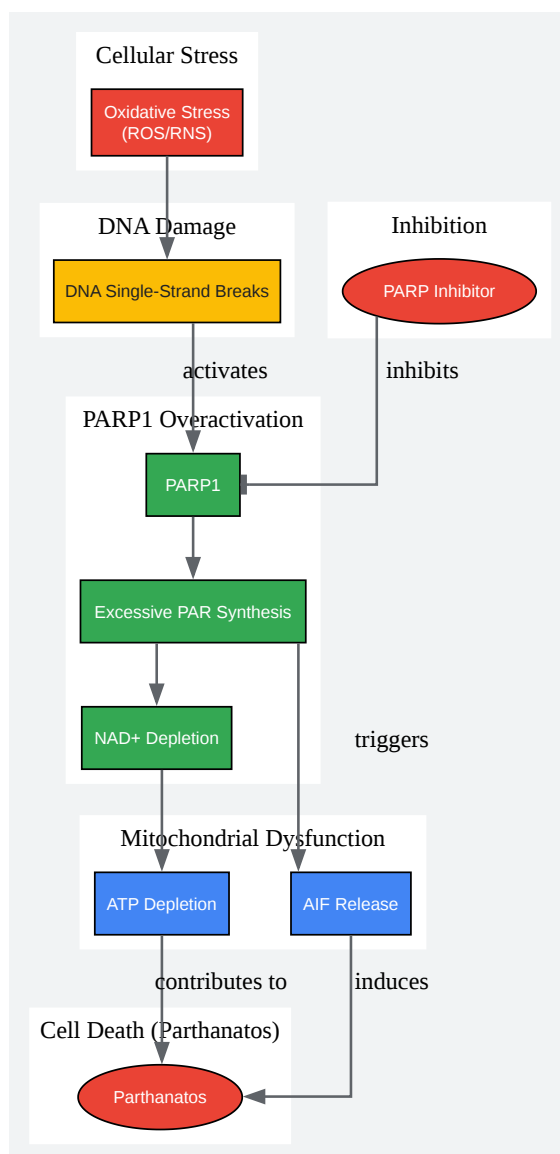 Cellular Stress
Oxidative Stress
(ROS/RNS)
DNA Damage
Inhibition
DNA Single-Strand Breaks
PARP Inhibitor
activates
inhibits
PARP1 Overactivation
PARP1
Excessive PAR Synthesis
NAD+ Depletion
triggers
Mitochondrial Dysfunction
ATP Depletion
AIF Release
contributes to
induces
Cell Death (Parthanatos)
Parthanatos